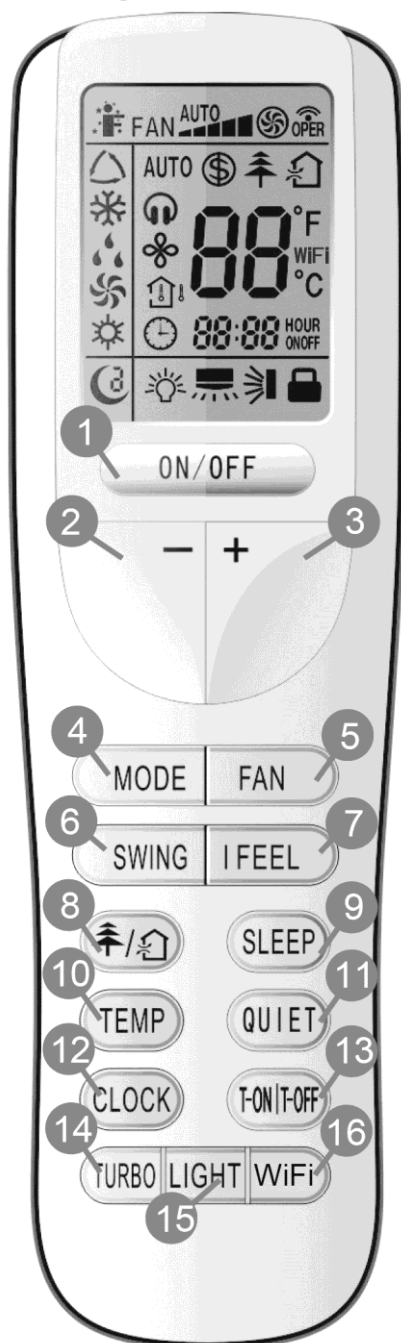 FAN AUTO OPER
AUTO
88 °F
WiFi
°C
88:88 HOUR
ONOFF
1
ON/OFF
2 3
- +
4 5
MODE FAN
6 7
SWING I FEEL
8 9
/ SLEEP
10 11
TEMP QUIET
12 13
CLOCK T-ON|T-OFF
14 16
TURBO LIGHT WiFi
15